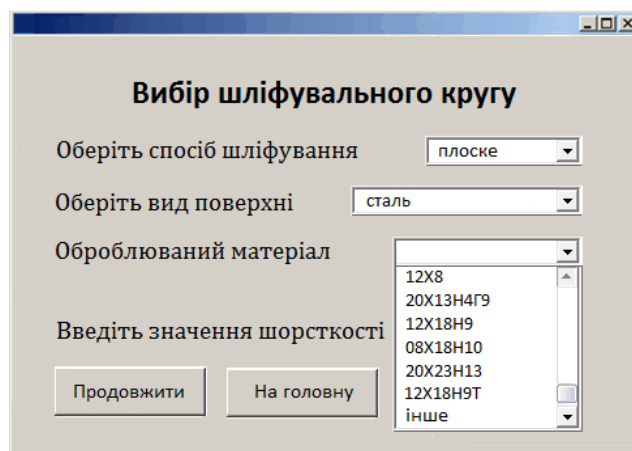 Вибір шліфувального кругу
Оберіть спосіб шліфування плоске
Оберіть вид поверхні сталь
Оброблюваний матеріал
12Х8
20Х13Н4Г9
12Х18Н9
08Х18Н10
20Х23Н13
12Х18Н9Т
інше
Введіть значення шорсткості
Продовжити На головну